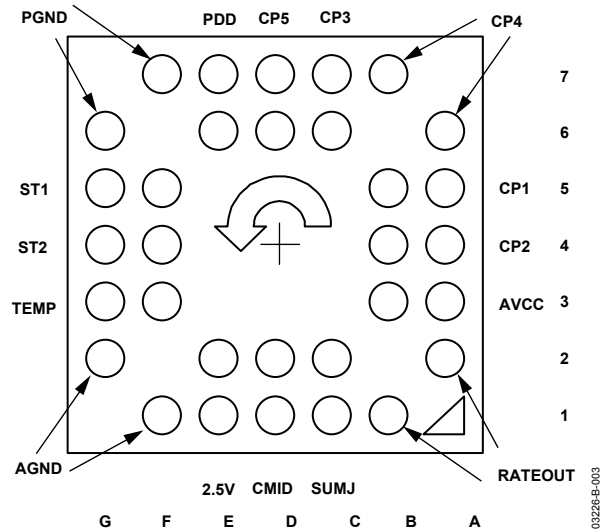 PGND PDD CP5 CP3 CP4
7
6
ST1 CP1 5
ST2 CP2 4
TEMP AVCC 3
2
1
AGND RATEOUT
2.5V CMID SUMJ
G F E D C B A
03226-B-003